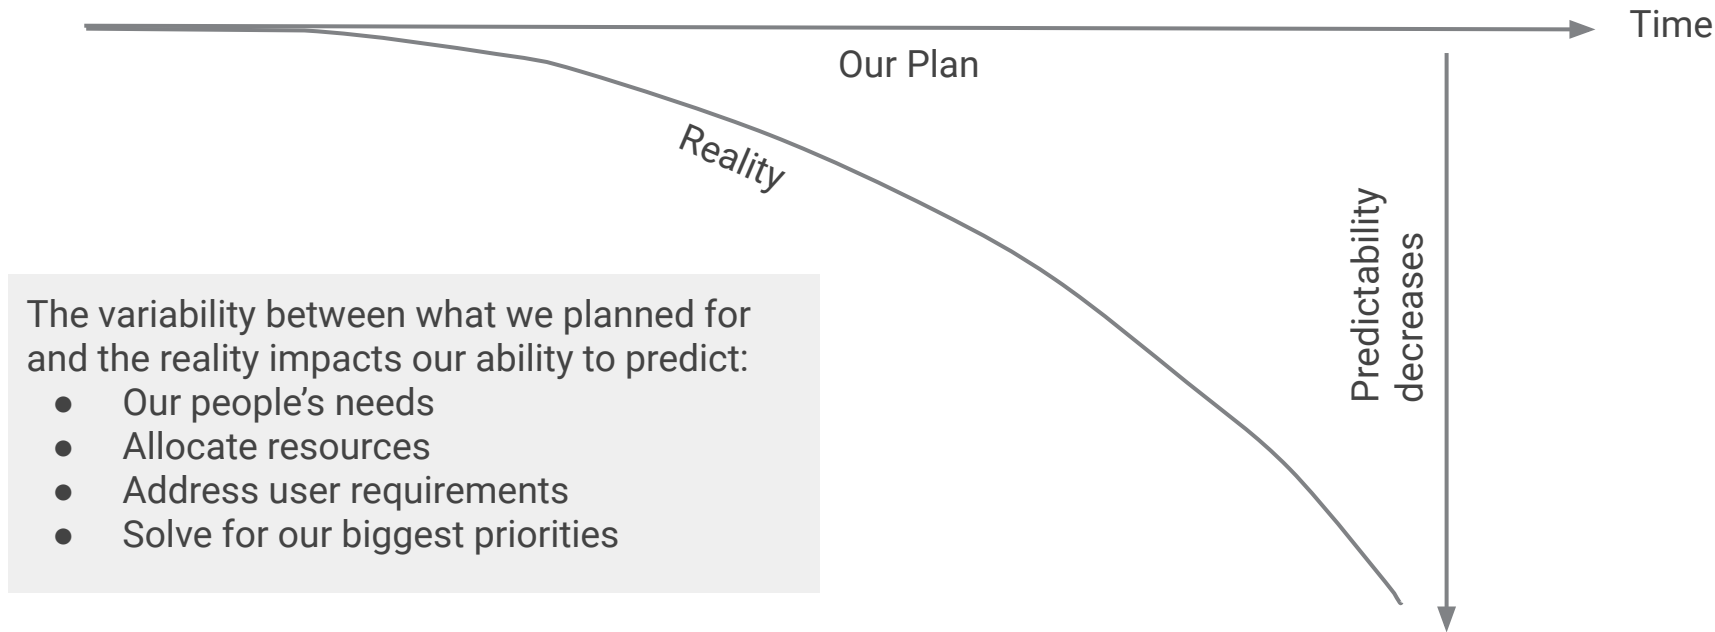 Time
Our Plan
Reality
Predictability
decreases
The variability between what we planned for
and the reality impacts our ability to predict:
● Our people’s needs
● Allocate resources
● Address user requirements
● Solve for our biggest priorities